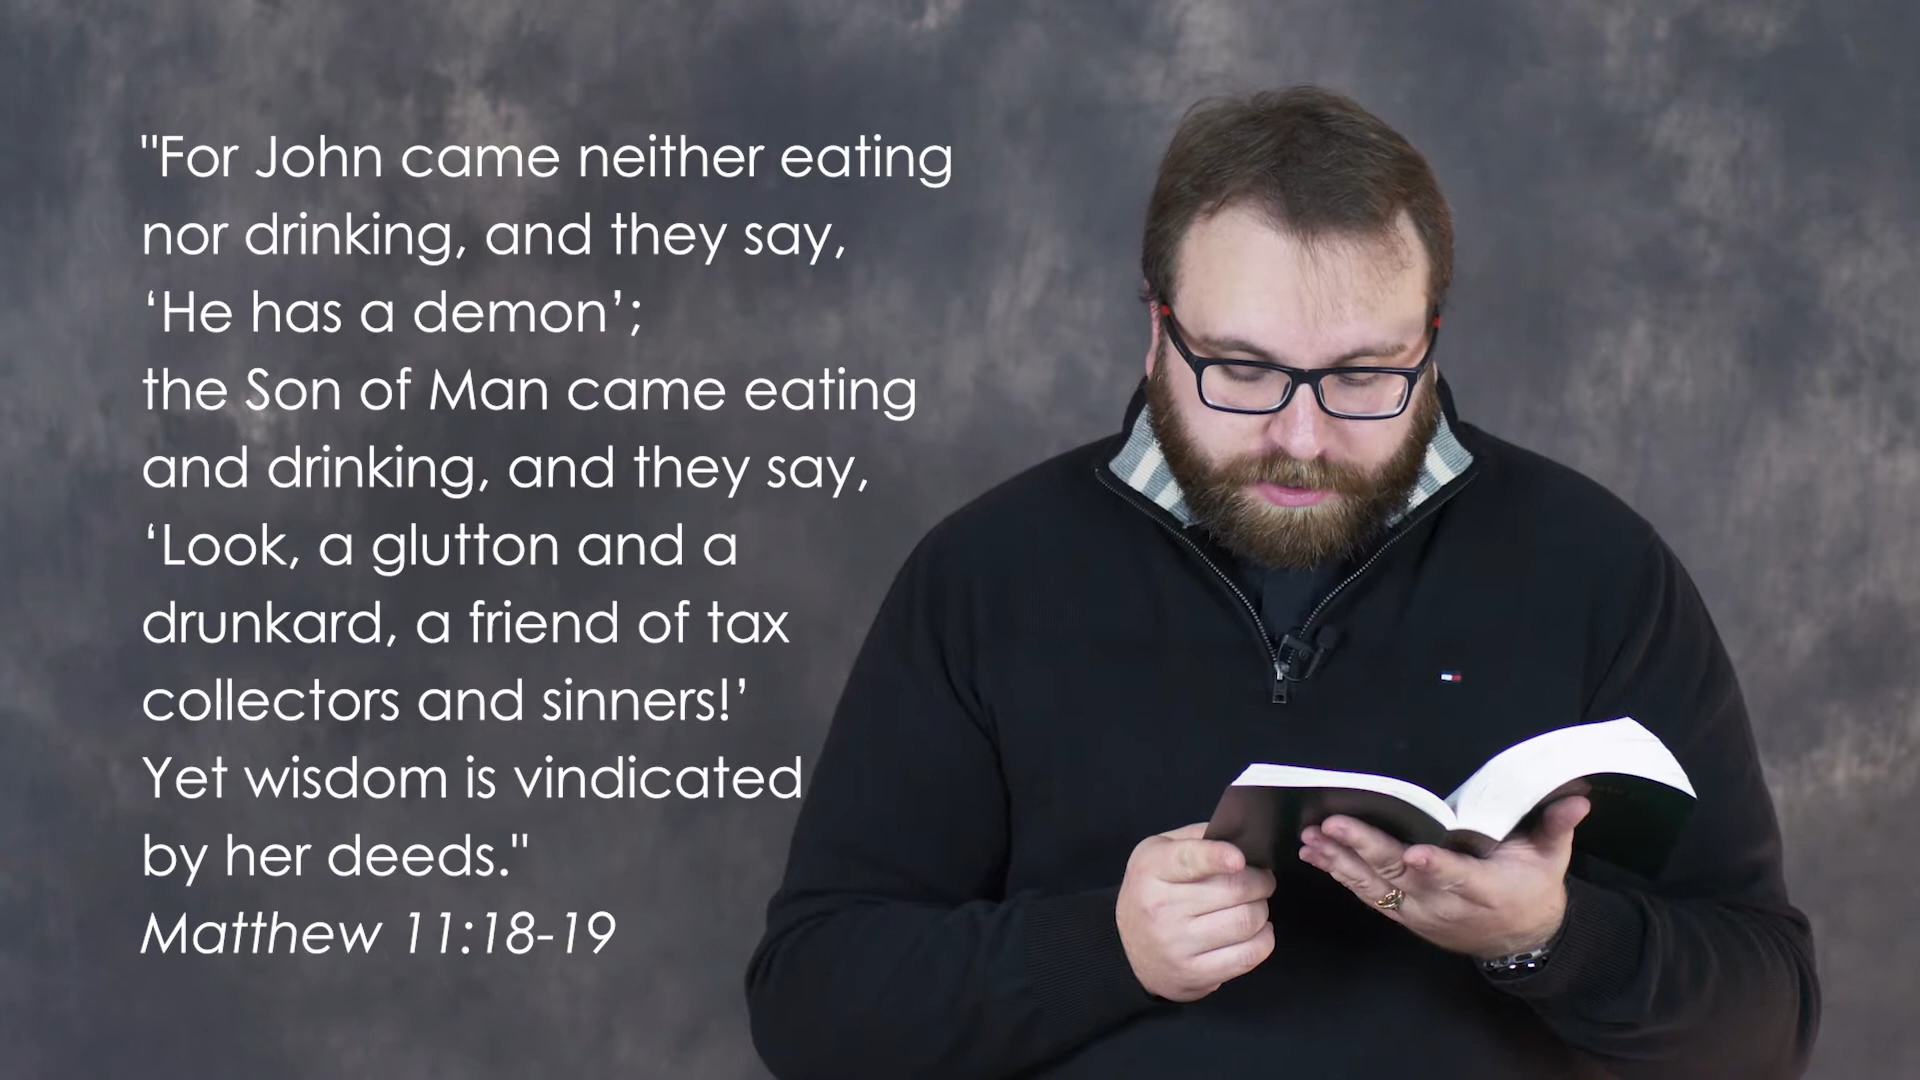 "For John came neither eating
nor drinking, and they say,
‘He has a demon’;
the Son of Man came eating
and drinking, and they say,
‘Look, a glutton and a
drunkard, a friend of tax
collectors and sinners!’
Yet wisdom is vindicated
by her deeds."
Matthew 11:18-19